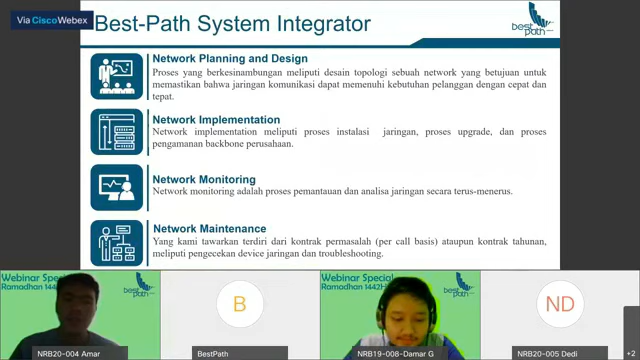 Via Cisco Webex
Best-Path System Integrator
best
path
Network Planning and Design
Proses yang berkesinambungan meliputi desain topologi sebuah network yang betujuan untuk
memastikan bahwa jaringan komunikasi dapat memenuhi kebutuhan pelanggan dengan cepat dan
tepat.
Network Implementation
Network implementation meliputi proses instalasi jaringan, proses upgrade, dan proses
pengamanan backbone perusahaan.
Network Monitoring
Network monitoring adalah proses pemantauan dan analisa jaringan secara terus-menerus.
Network Maintenance
Yang kami tawarkan terdiri dari kontrak permasalah (per call basis) ataupun kontrak tahunan,
meliputi pengecekan device jaringan dan troubleshooting.
Webinar Special
Ramadhan 1442H
best
path
NRB20-004 Amar
B
BestPath
Webinar Special
Ramadhan 1442H
best
path
NRB19-008-Damar G
ND
NRB20-005 Dedi
+2